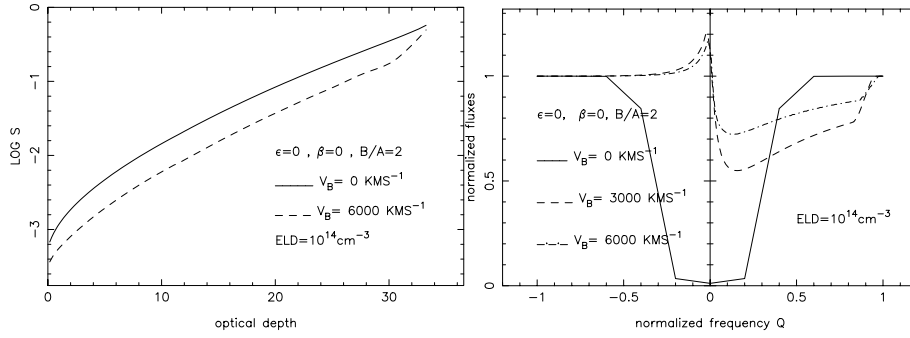 0
-1
-2
-3
LOG S
ϵ=0 , β=0 , B/A=2
V_B= 0 KMS⁻¹
V_B= 6000 KMS⁻¹
ELD=10¹⁴cm⁻³
0
10
20
30
optical depth
1
0.5
0
normalized fluxes
ϵ=0, β=0, B/A=2
V_B= 0 KMS⁻¹
V_B= 3000 KMS⁻¹
V_B= 6000 KMS⁻¹
ELD=10¹⁴cm⁻³
-1
-0.5
0
0.5
1
normalized frequency Q